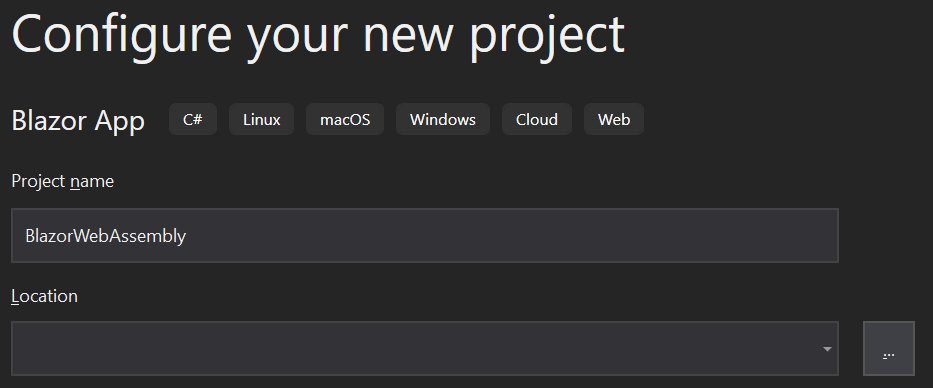 Configure your new project
Blazor App C# Linux macOS Windows Cloud Web
Project name
BlazorWebAssembly
Location
...